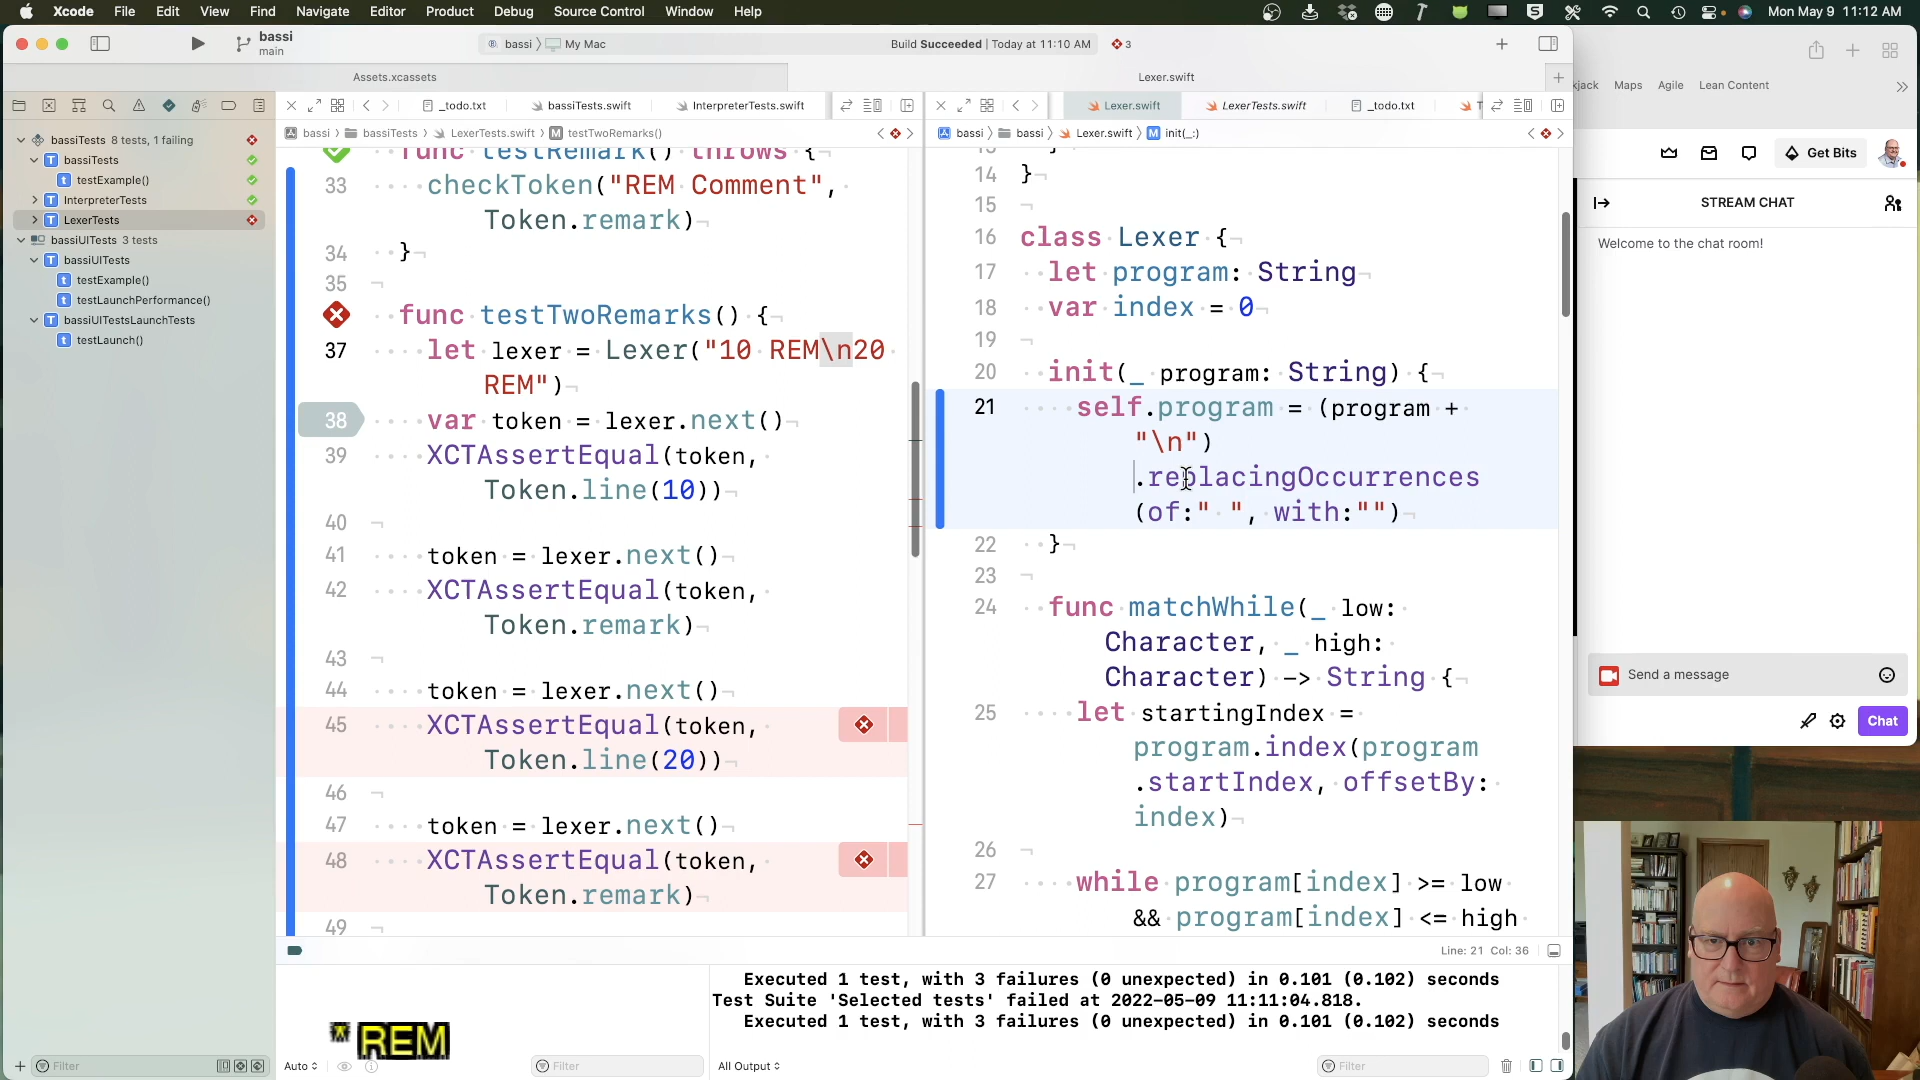 Xcode File Edit View Find Navigate Editor Product Debug Source Control Window Help
Mon May 9 11:12 AM
bassi
main
bassi My Mac
Build Succeeded | Today at 11:10 AM
3
Assets.xcassets
Lexer.swift
_todo.txt
bassiTests.swift
InterpreterTests.swift
Lexer.swift
LexerTests.swift
_todo.txt
T
bassi bassiTests LexerTests.swift M testTwoRemarks()
bassi bassi Lexer.swift M init(_:)
bassiTests 8 tests, 1 failing
T bassiTests
t testExample()
T InterpreterTests
T LexerTests
bassiUITests 3 tests
T bassiUITests
t testExample()
t testLaunchPerformance()
T bassiUITestsLaunchTests
t testLaunch()
func testRemark() throws {
33 checkToken("REM Comment",
Token.remark)
34 }
35
func testTwoRemarks() {
37 let lexer = Lexer("10 REM\n20
REM")
38 var token = lexer.next()
39 XCTAssertEqual(token,
Token.line(10))
40
41 token = lexer.next()
42 XCTAssertEqual(token,
Token.remark)
43
44 token = lexer.next()
45 XCTAssertEqual(token,
Token.line(20))
46
47 token = lexer.next()
48 XCTAssertEqual(token,
Token.remark)
49
13 }
14 }
15
16 class Lexer {
17 let program: String
18 var index = 0
19
20 init(_ program: String) {
21 self.program = (program +
"\n")
.replacingOccurrences
(of:" ", with:"")
22 }
23
24 func matchWhile(_ low:
Character, _ high:
Character) -> String {
25 let startingIndex =
program.index(program
.startIndex, offsetBy:
index)
26
27 while program[index] >= low
&& program[index] <= high
Line: 21 Col: 36
Executed 1 test, with 3 failures (0 unexpected) in 0.101 (0.102) seconds
Test Suite 'Selected tests' failed at 2022-05-09 11:11:04.818.
Executed 1 test, with 3 failures (0 unexpected) in 0.101 (0.102) seconds
* REM
Filter
Auto
Filter
All Output
Filter
kjack Maps Agile Lean Content
Get Bits
STREAM CHAT
Welcome to the chat room!
Send a message
Chat